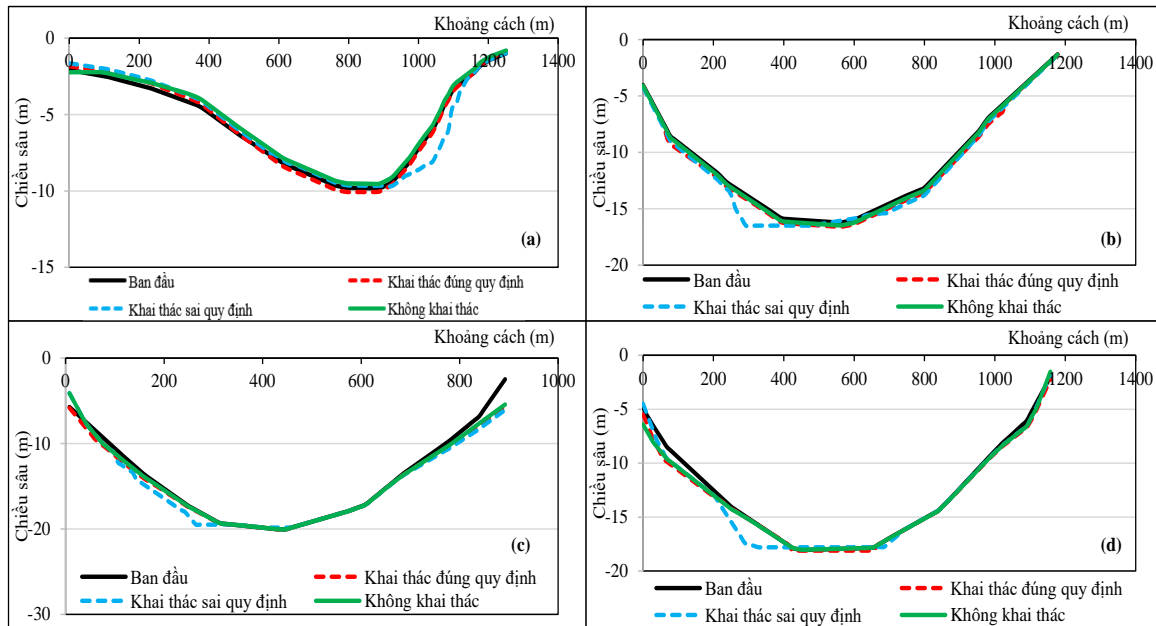 Khoảng cách (m)
0
0 200 400 600 800 1000 1200 1400
-5
-10
-15
Chiều sâu (m)
(a)
Ban đầu
Khai thác đúng quy định
Khai thác sai quy định
Không khai thác
Khoảng cách (m)
0
0 200 400 600 800 1000 1200 1400
-5
-10
-15
-20
Chiều sâu (m)
(b)
Ban đầu
Khai thác đúng quy định
Khai thác sai quy định
Không khai thác
Khoảng cách (m)
0
0 200 400 600 800 1000
-10
-20
-30
Chiều sâu (m)
(c)
Ban đầu
Khai thác đúng quy định
Khai thác sai quy định
Không khai thác
Khoảng cách (m)
0
0 200 400 600 800 1000 1200 1400
-5
-10
-15
-20
Chiều sâu (m)
(d)
Ban đầu
Khai thác đúng quy định
Khai thác sai quy định
Không khai thác